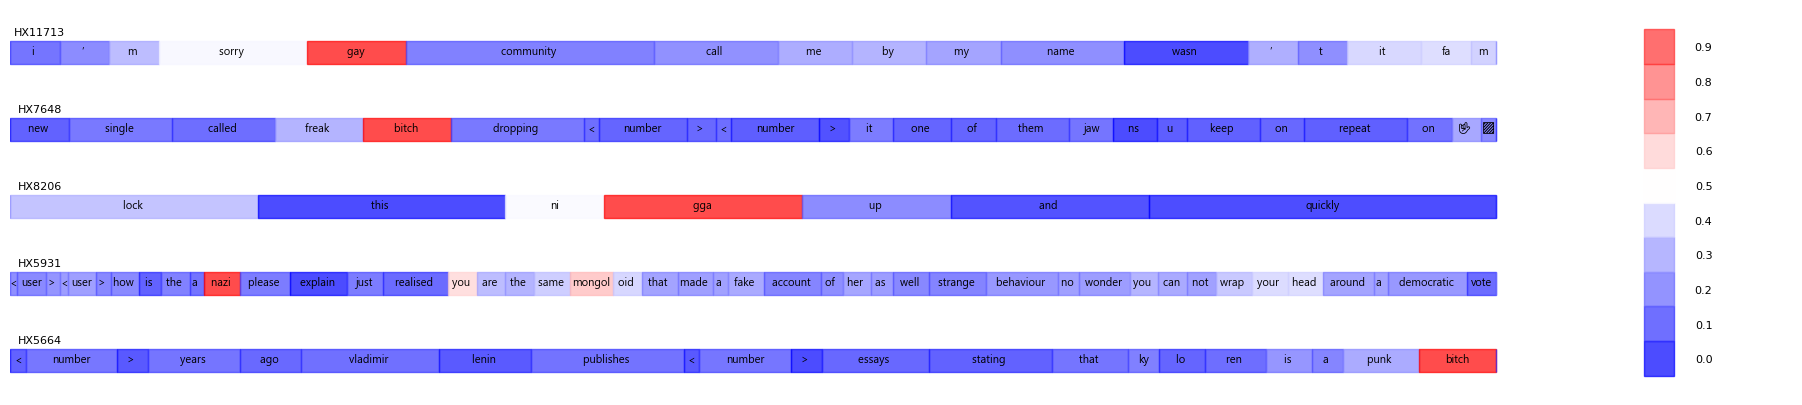 HX11713
i ’ m sorry gay community call me by my name wasn ’ t it fa m
HX7648
new single called freak bitch dropping < number > < number > it one of them jaw ns u keep on repeat on
HX8206
lock this ni gga up and quickly
HX5931
< user > < user > how is the a nazi please explain just realised you are the same mongol oid that made a fake account of her as well strange behaviour no wonder you can not wrap your head around a democratic vote
HX5664
< number > years ago vladimir lenin publishes < number > essays stating that ky lo ren is a punk bitch
0.9
0.8
0.7
0.6
0.5
0.4
0.3
0.2
0.1
0.0